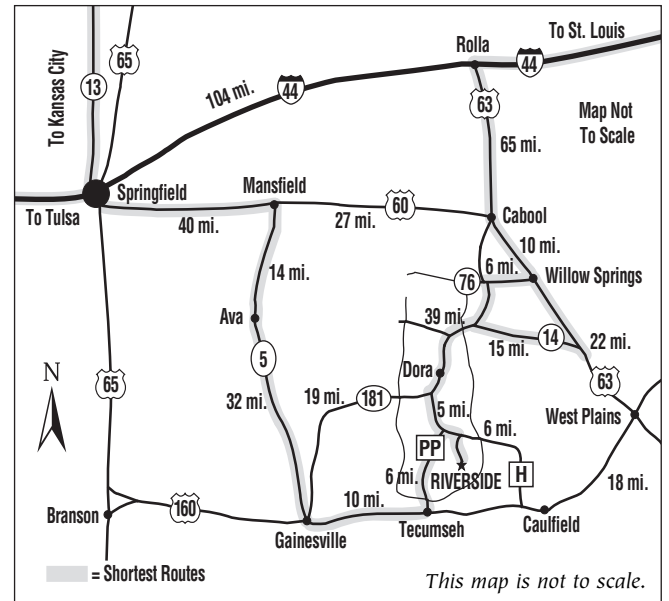 To Kansas City
65
13
Rolla
To St. Louis
44
104 mi.
44
63
Map Not
To Scale
65 mi.
Springfield
Mansfield
60
Cabool
To Tulsa
40 mi.
27 mi.
10 mi.
6 mi.
76
Willow Springs
14 mi.
Ava
39 mi.
14
15 mi.
22 mi.
N
5
Dora
63
65
32 mi.
19 mi.
181
5 mi.
West Plains
6 mi.
PP
6 mi.
RIVERSIDE
H
18 mi.
10 mi.
Branson
160
Gainesville
Tecumseh
Caulfield
= Shortest Routes
This map is not to scale.